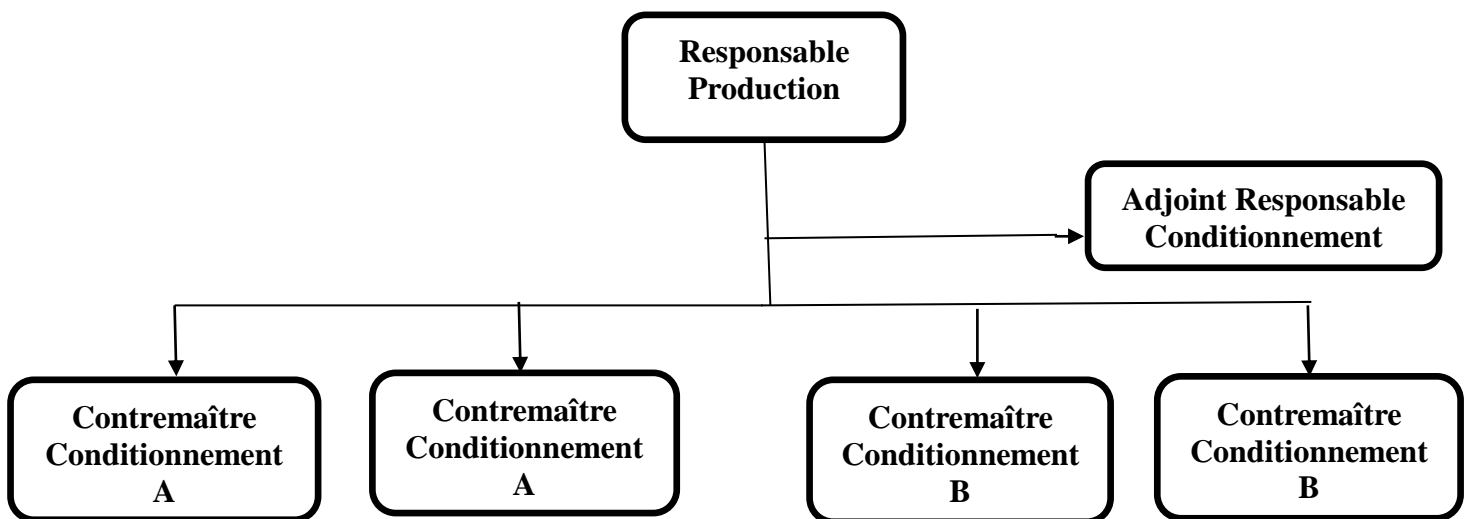 Responsable
Production
Adjoint Responsable
Conditionnement
Contremaître
Conditionnement
A
Contremaître
Conditionnement
A
Contremaître
Conditionnement
B
Contremaître
Conditionnement
B